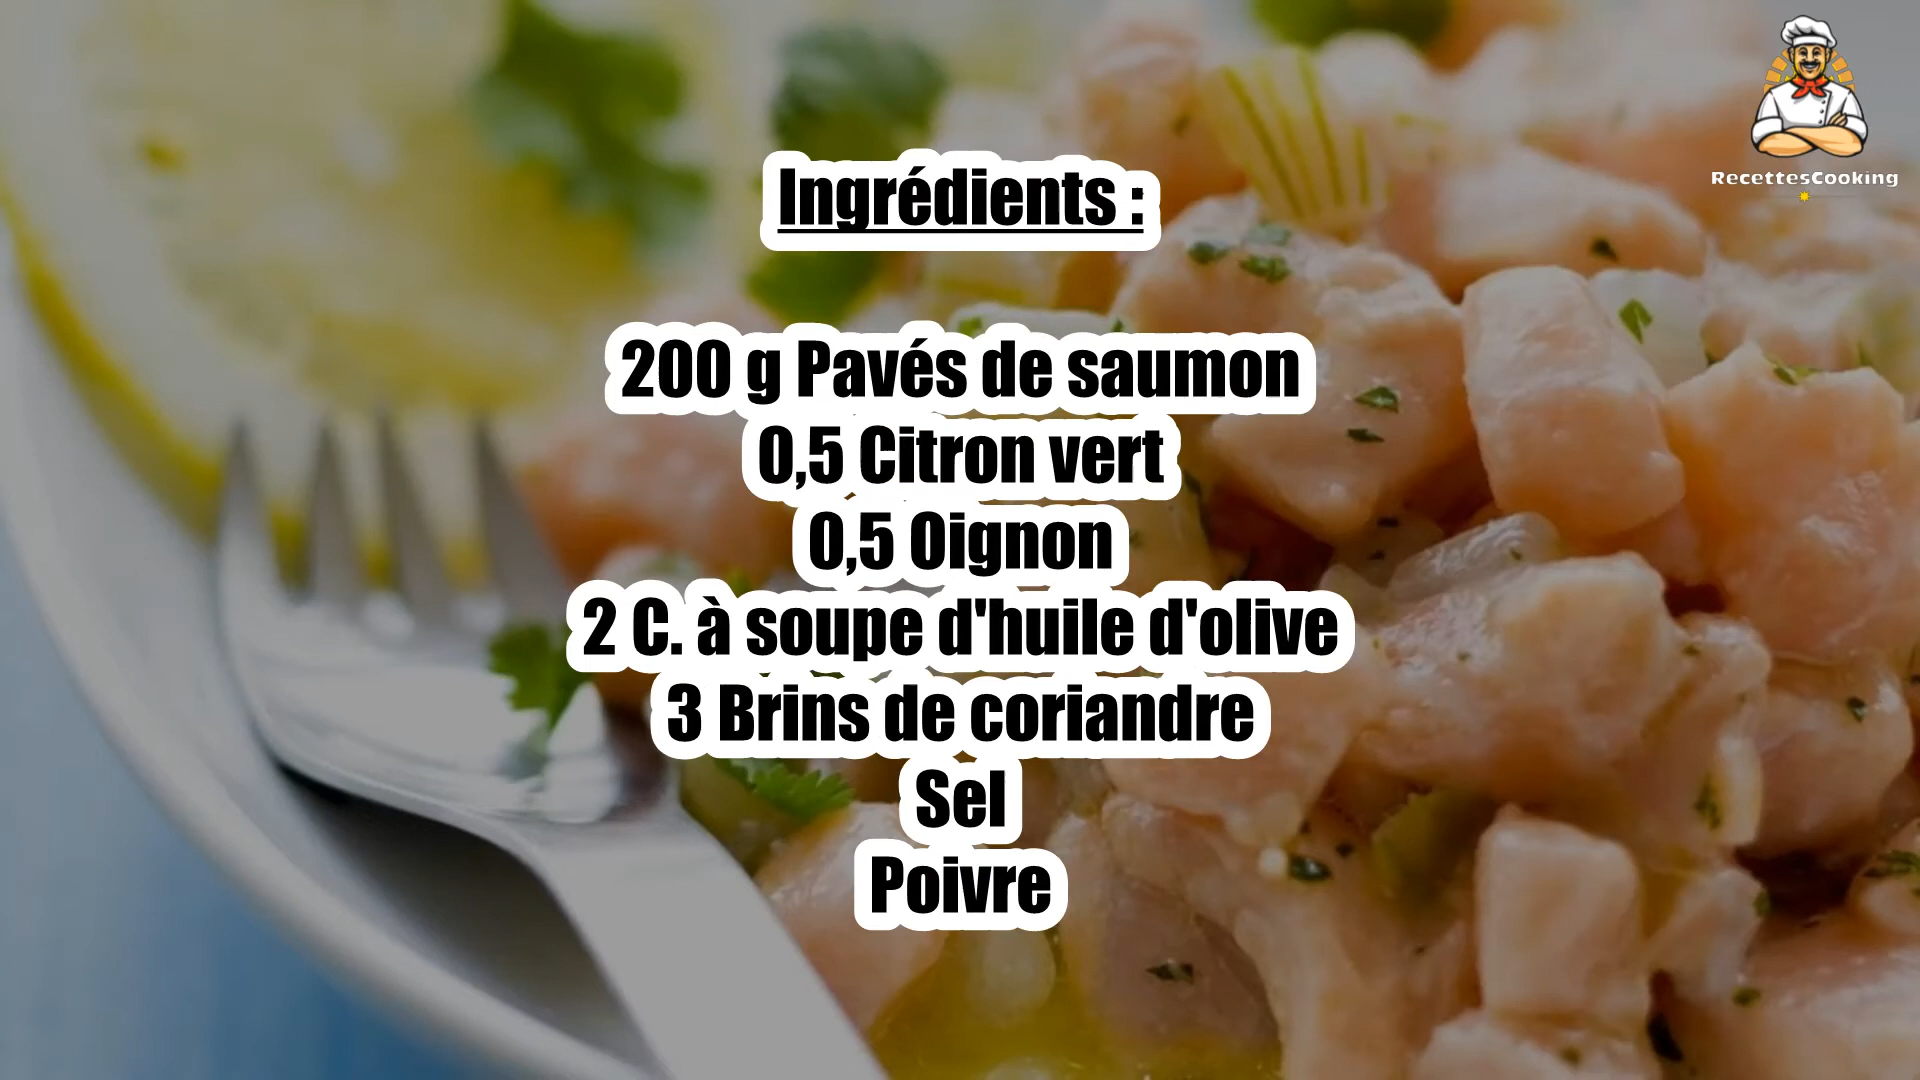 RecettesCooking
Ingrédients :
200 g Pavés de saumon
0,5 Citron vert
0,5 Oignon
2 C. à soupe d'huile d'olive
3 Brins de coriandre
Sel
Poivre